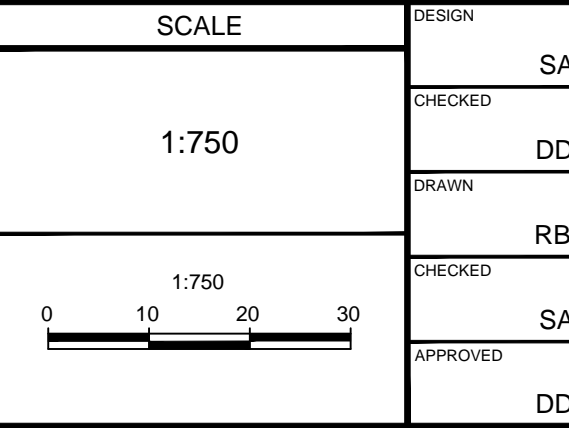 SCALE
1:750
1:750
0 10 20 30
DESIGN
SA
CHECKED
DD
DRAWN
RB
CHECKED
SA
APPROVED
DD